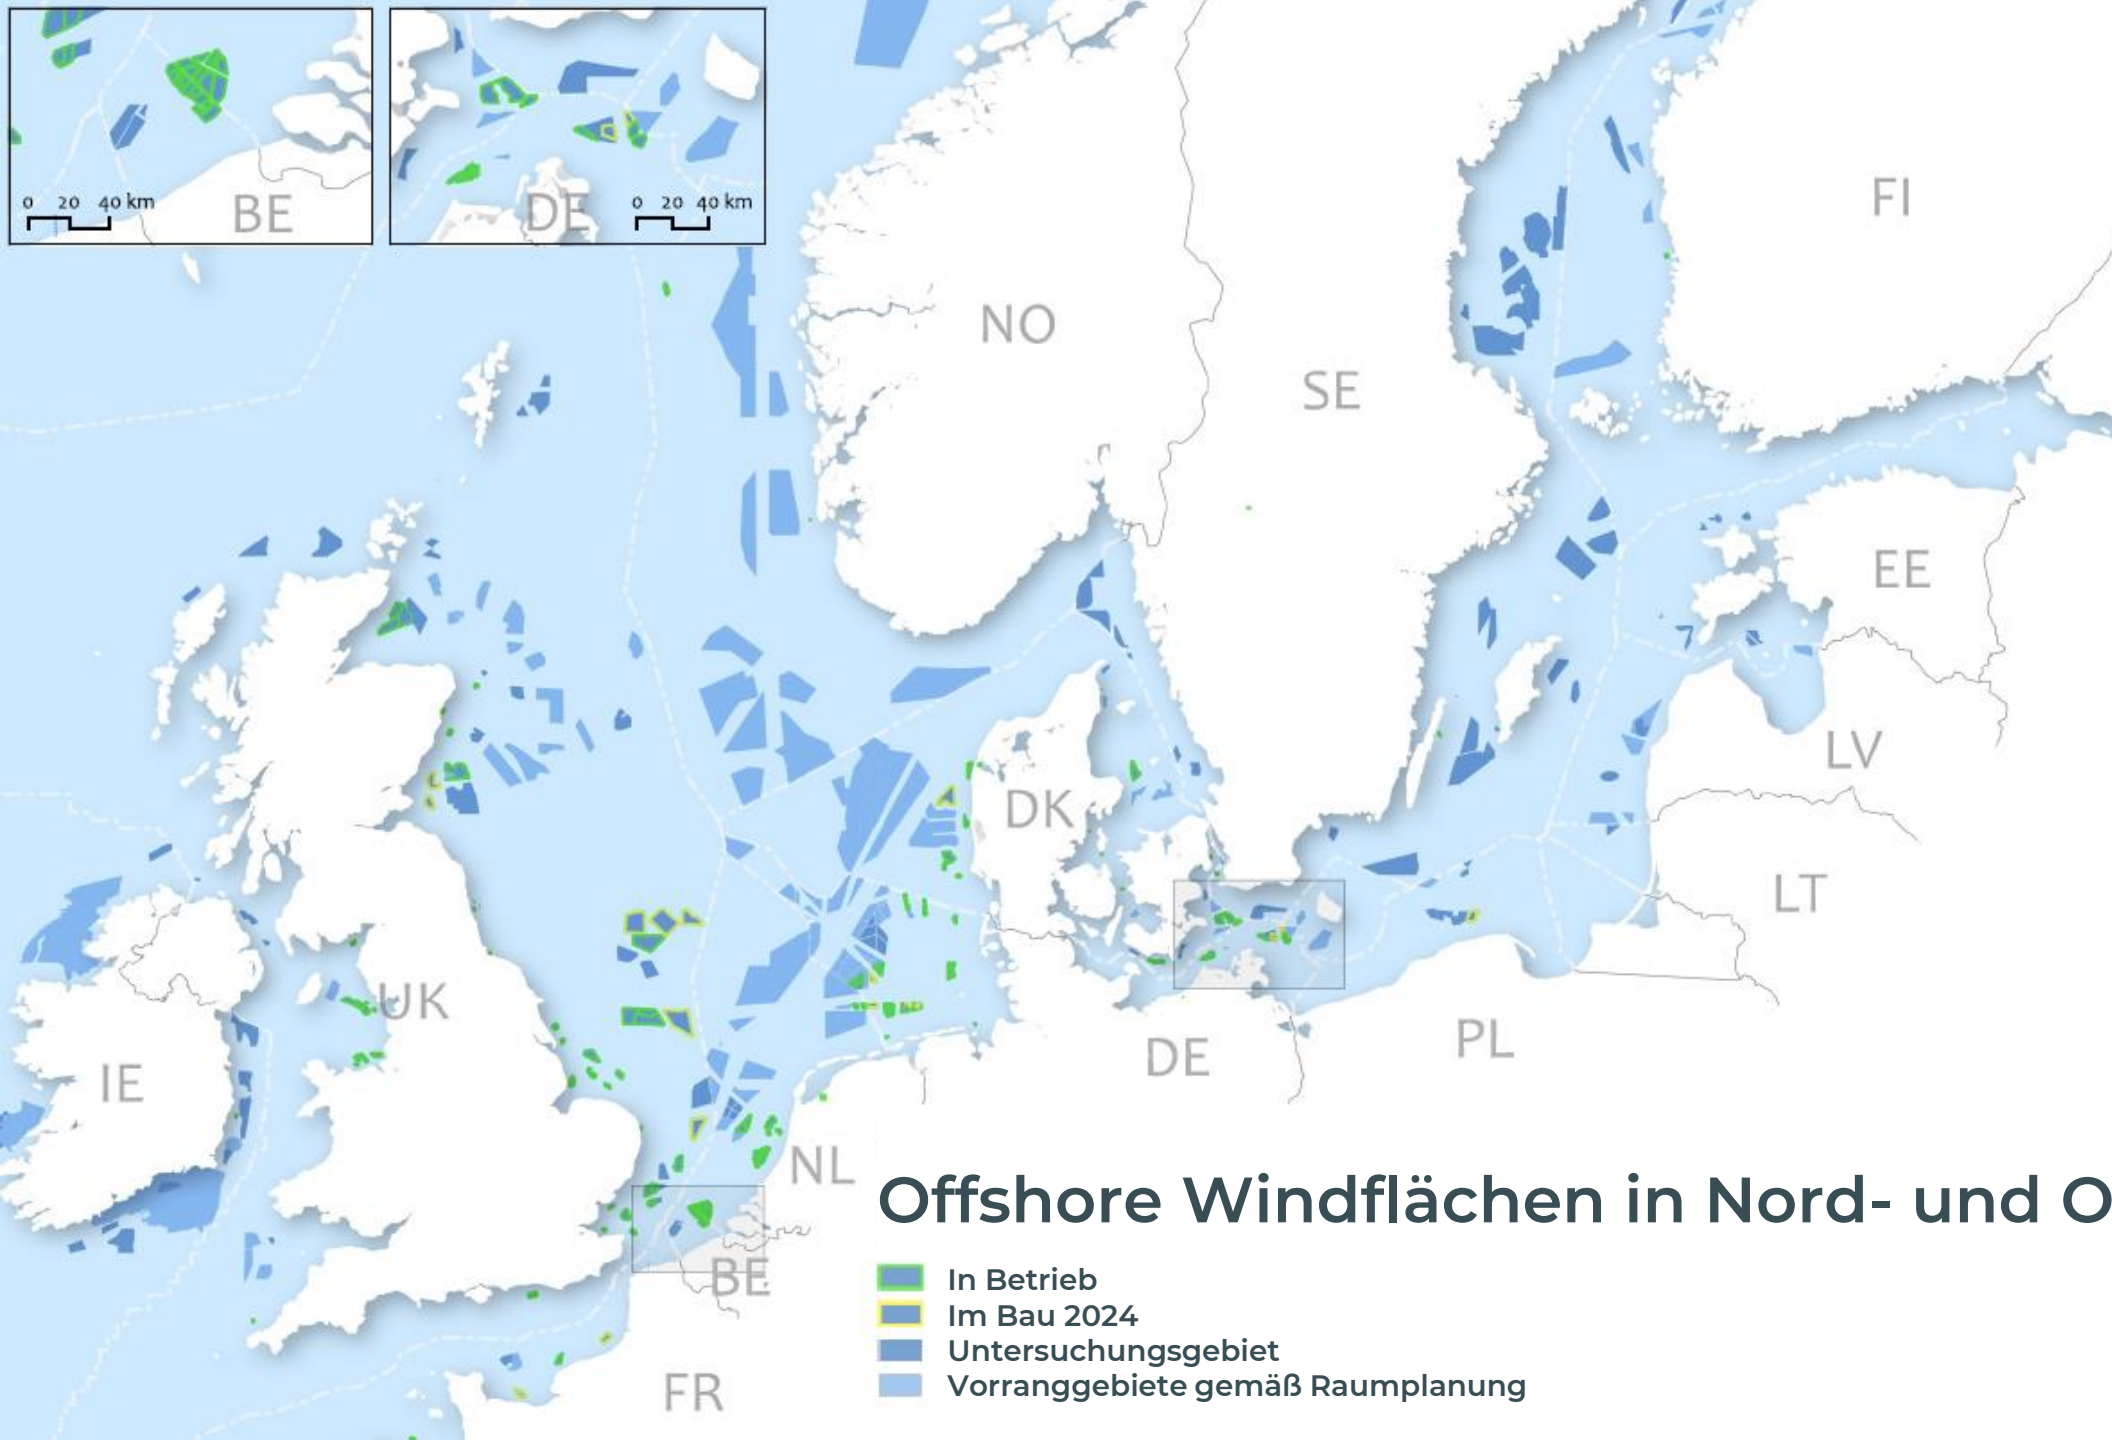 0 20 40 km
BE
DE
0 20 40 km
NO
SE
FI
EE
LV
DK
LT
UK
IE
DE
PL
NL
BE
FR
Offshore Windflächen in Nord- und O
In Betrieb
Im Bau 2024
Untersuchungsgebiet
Vorranggebiete gemäß Raumplanung